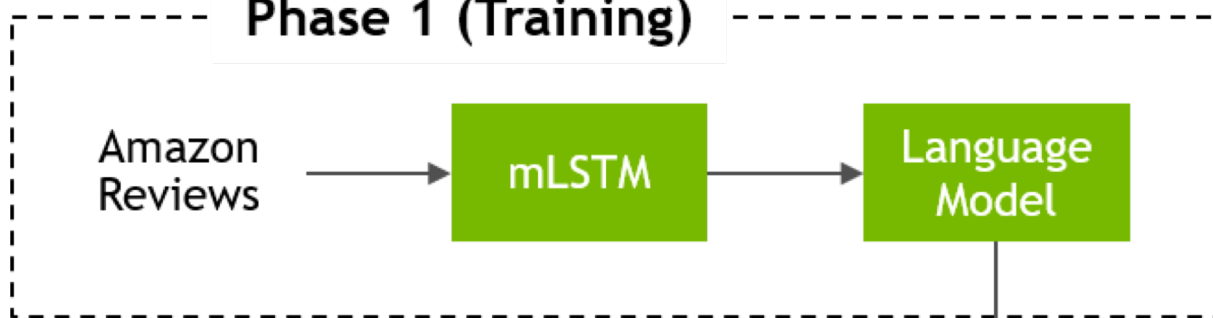 Phase 1 (Training)
Amazon
Reviews
mLSTM
Language
Model